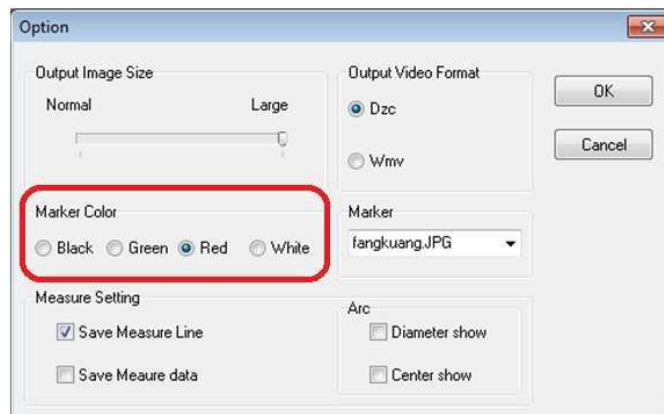 Option
Output Image Size
Normal Large
Output Video Format
Dzc
Wmv
OK
Cancel
Marker Color
Black Green Red White
Marker
fangkuang.JPG
Measure Setting
Save Measure Line
Save Meaure data
Arc
Diameter show
Center show